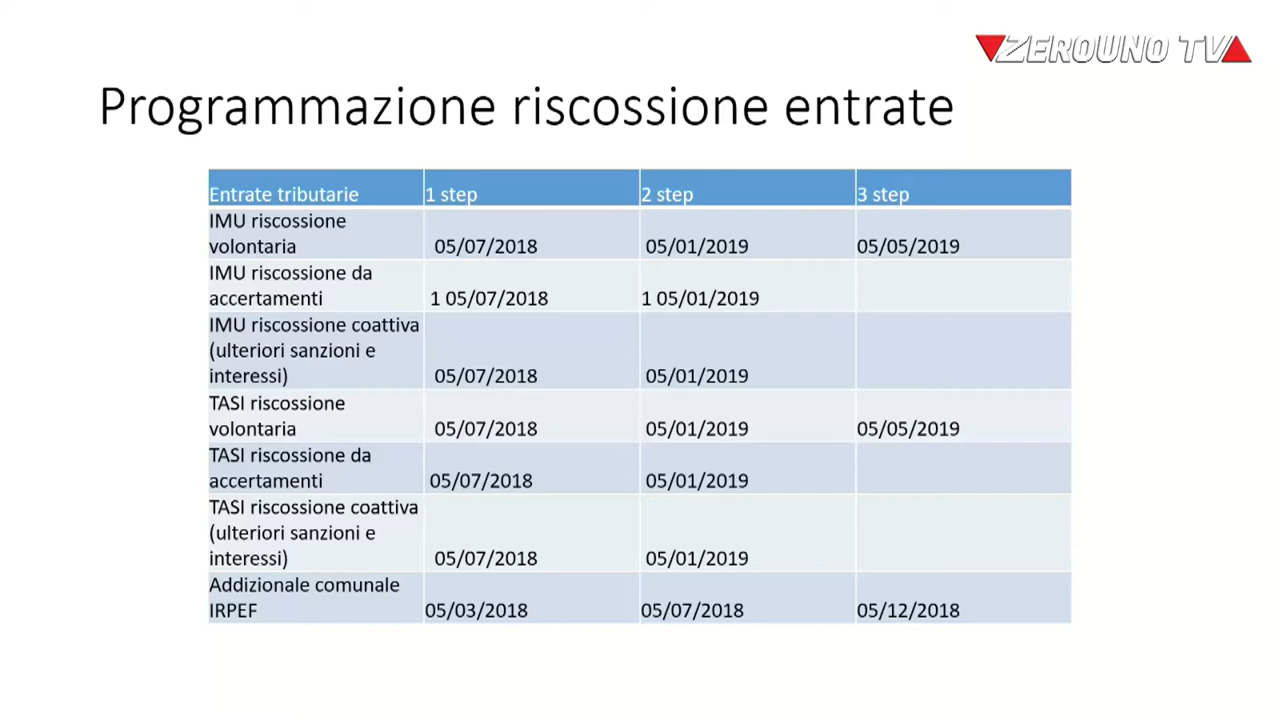 ZEROUNO TV
Programmazione riscossione entrate
Entrate tributarie 1 step 2 step 3 step
IMU riscossione
volontaria 05/07/2018 05/01/2019 05/05/2019
IMU riscossione da
accertamenti 1 05/07/2018 1 05/01/2019
IMU riscossione coattiva
(ulteriori sanzioni e
interessi) 05/07/2018 05/01/2019
TASI riscossione
volontaria 05/07/2018 05/01/2019 05/05/2019
TASI riscossione da
accertamenti 05/07/2018 05/01/2019
TASI riscossione coattiva
(ulteriori sanzioni e
interessi) 05/07/2018 05/01/2019
Addizionale comunale
IRPEF 05/03/2018 05/07/2018 05/12/2018